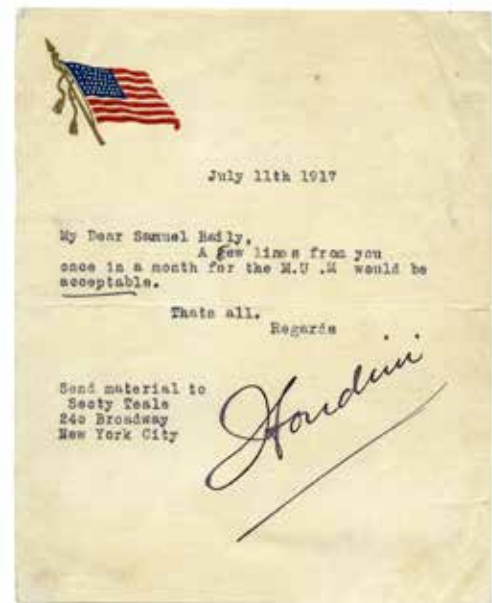 July 11th 1917
My Dear Samuel Baily,
A few lines from you
once in a month for the M.U .M would be
acceptable.
Thats all.
Regards
Send material to
Secty Teale
240 Broadway
New York City
Houdini